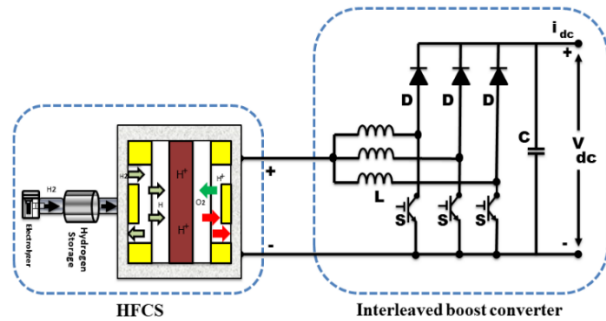 i dc
+
D
D
D
C
V dc
L
S
S
S
-
H2
Electrolyzer
Hydrogen
Storage
H2
H
H+
H+
O2
H+
+
-
HFCS
Interleaved boost converter